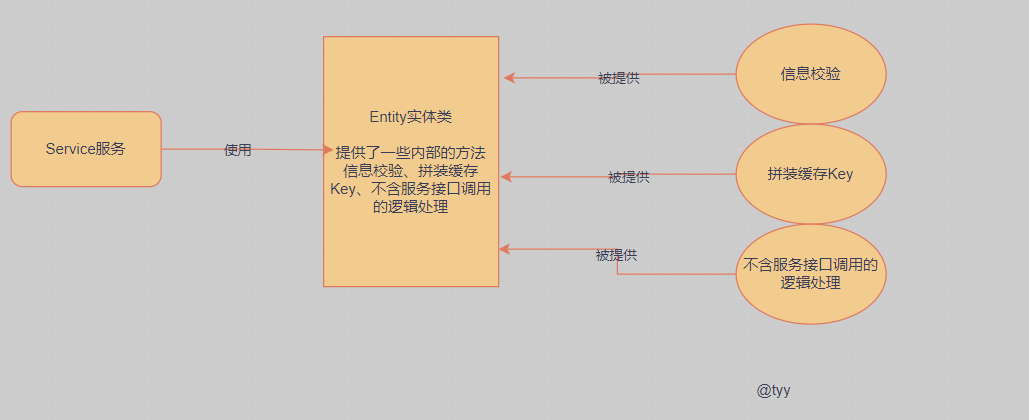 Service服务
使用
Entity实体类
提供了一些内部的方法
信息校验、拼装缓存
Key、不含服务接口调用
的逻辑处理
被提供
信息校验
被提供
拼装缓存Key
被提供
不含服务接口调用的
逻辑处理
@tyy